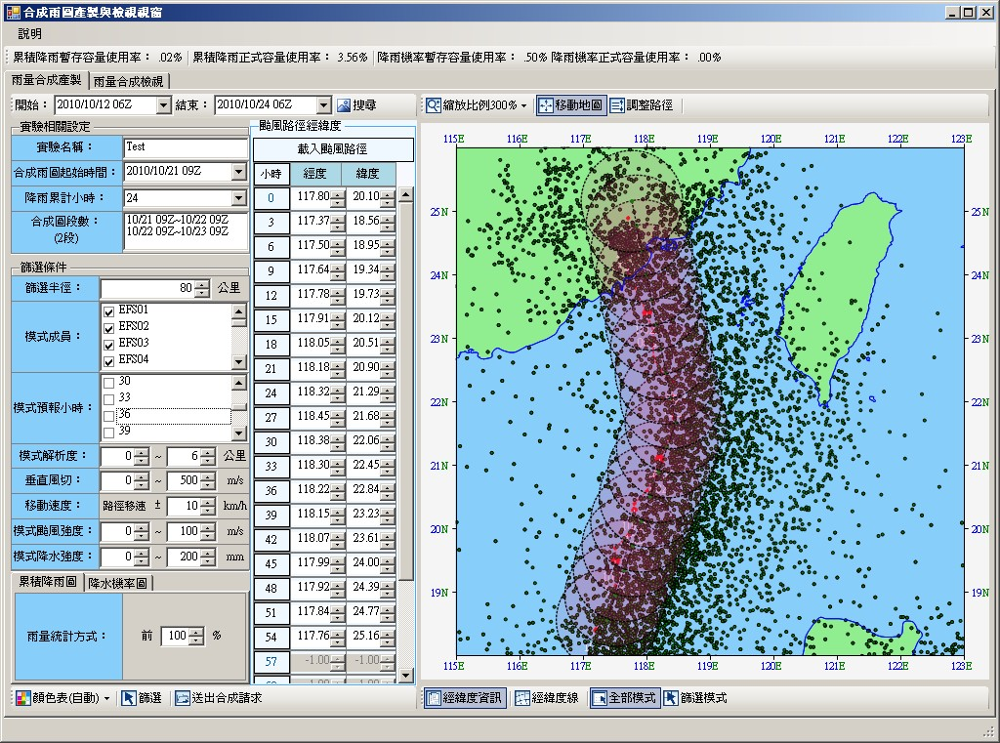 合成雨圖產製與檢視視窗
說明
累積降雨暫存容量使用率： .02% 累積降雨正式容量使用率： 3.56% 降雨機率暫存容量使用率： .50% 降雨機率正式容量使用率： .00%
雨量合成產製 雨量合成檢視
開始： 2010/10/12 06Z 結束： 2010/10/24 06Z 搜尋
實驗相關設定
實驗名稱： Test
合成雨圖起始時間： 2010/10/21 09Z
降雨累計小時： 24
合成圖段數：
(2段)
10/21 09Z~10/22 09Z
10/22 09Z~10/23 09Z
篩選條件
篩選半徑： 80 公里
模式成員：
EFS01
EFS02
EFS03
EFS04
模式預報小時：
30
33
36
39
模式解析度： 0 ~ 6 公里
垂直風切： 0 ~ 500 m/s
移動速度： 路徑移速 ± 10 km/h
模式颱風強度： 0 ~ 100 m/s
模式降水強度： 0 ~ 200 mm
累積降雨圖 降水機率圖
雨量統計方式： 前 100 %
顏色表(自動) 篩選 送出合成請求
颱風路徑經緯度
載入颱風路徑
小時 經度 緯度
0 117.80 20.10
3 117.37 18.56
6 117.50 18.95
9 117.64 19.34
12 117.78 19.73
15 117.91 20.12
18 118.05 20.51
21 118.18 20.90
24 118.32 21.29
27 118.45 21.68
30 118.38 22.06
33 118.30 22.45
36 118.22 22.84
39 118.15 23.23
42 118.07 23.61
45 117.99 24.00
48 117.92 24.39
51 117.84 24.77
54 117.76 25.16
57 -1.00 -1.00
縮放比例300% 移動地圖 調整路徑
115E 116E 117E 118E 119E 120E 121E 122E 123E
25N 25N
24N 24N
23N 23N
22N 22N
21N 21N
20N 20N
19N 19N
115E 116E 117E 118E 119E 120E 121E 122E 123E
經緯度資訊 經緯度線 全部模式 篩選模式